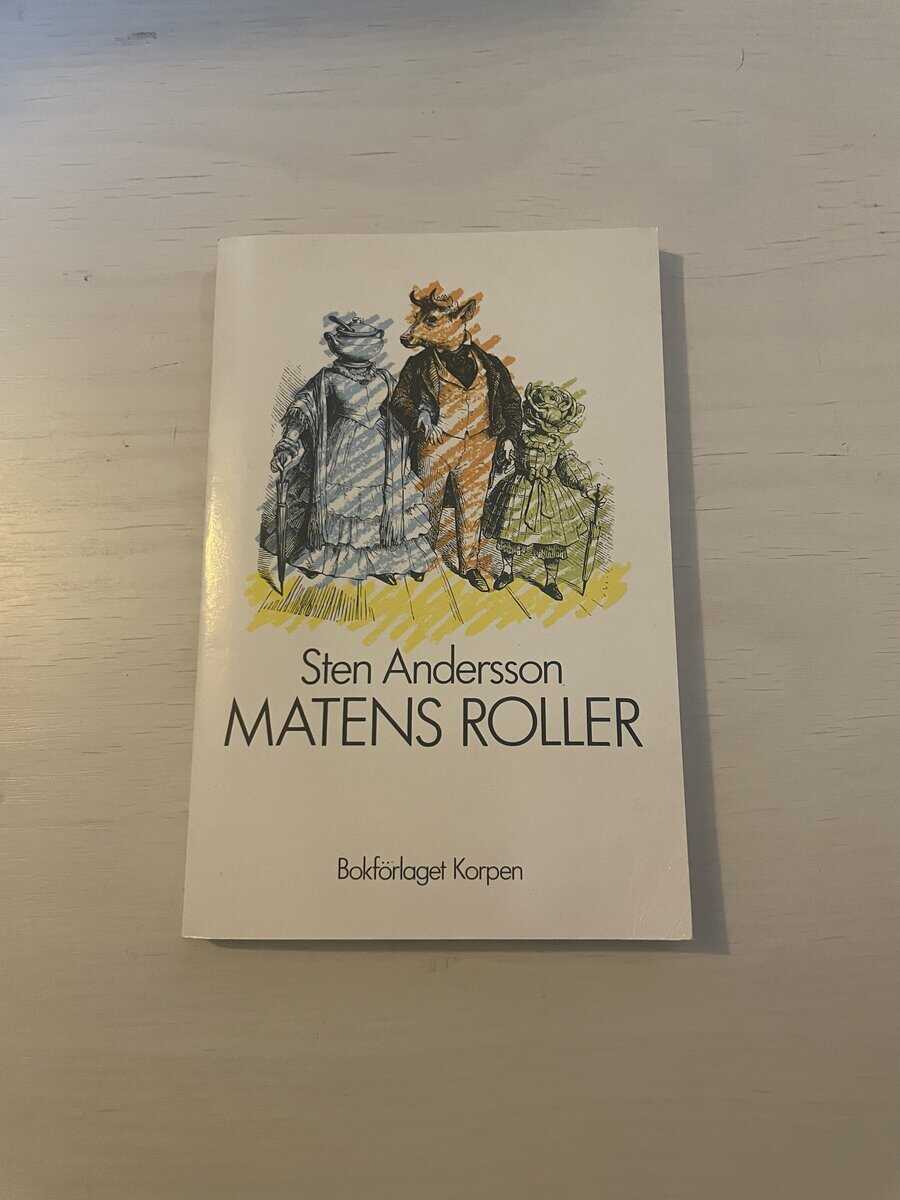 Sten Andersson
MATENS ROLLER
Bokförlaget Korpen